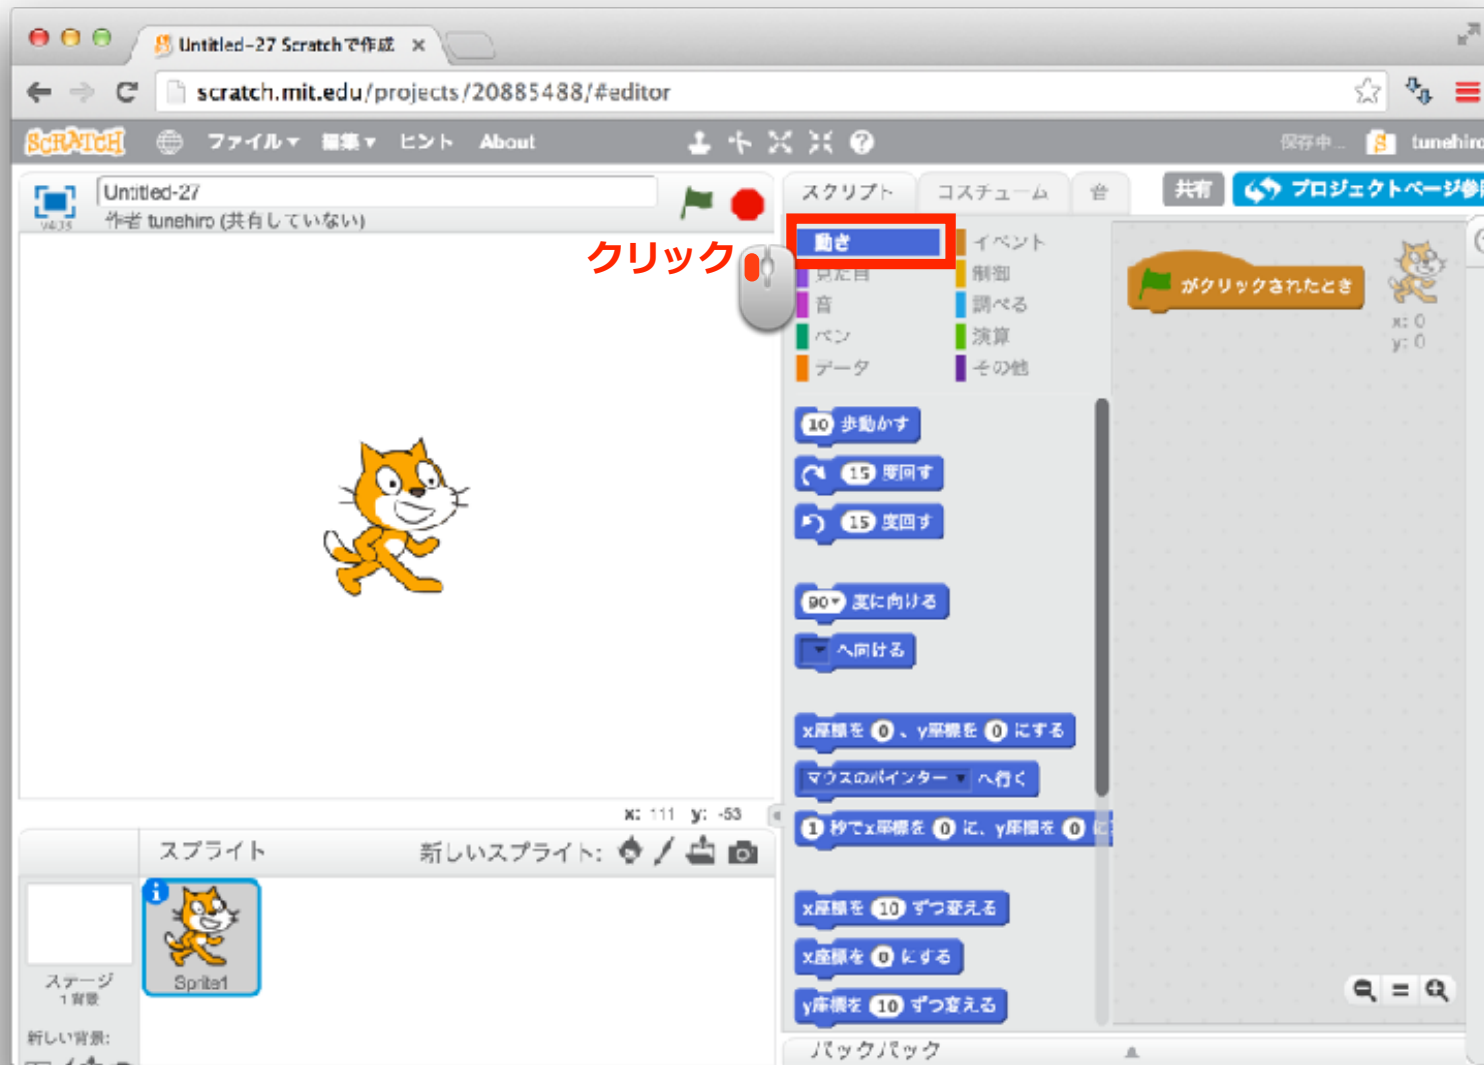 Untitled-27 Scratchで作成 ×
scratch.mit.edu/projects/20885488/#editor
SCRATCH ファイル▼ 編集▼ ヒント About 保存中... tunehiro
v435
Untitled-27
作者 tunehiro (共有していない)
スクリプト コスチューム 音 共有 プロジェクトページ参
クリック
動き イベント
見た目 制御
音 調べる
ペン 演算
データ その他
がクリックされたとき
x: 0
y: 0
10 歩動かす
15 度回す
15 度回す
90▼ 度に向ける
▼ へ向ける
x座標を 0 、y座標を 0 にする
マウスのポインター ▼ へ行く
1 秒でx座標を 0 に、y座標を 0 に
x座標を 10 ずつ変える
x座標を 0 にする
y座標を 10 ずつ変える
x: 111 y: -53
スプライト 新しいスプライト:
Sprite1
ステージ
1 背景
新しい背景:
バックパック